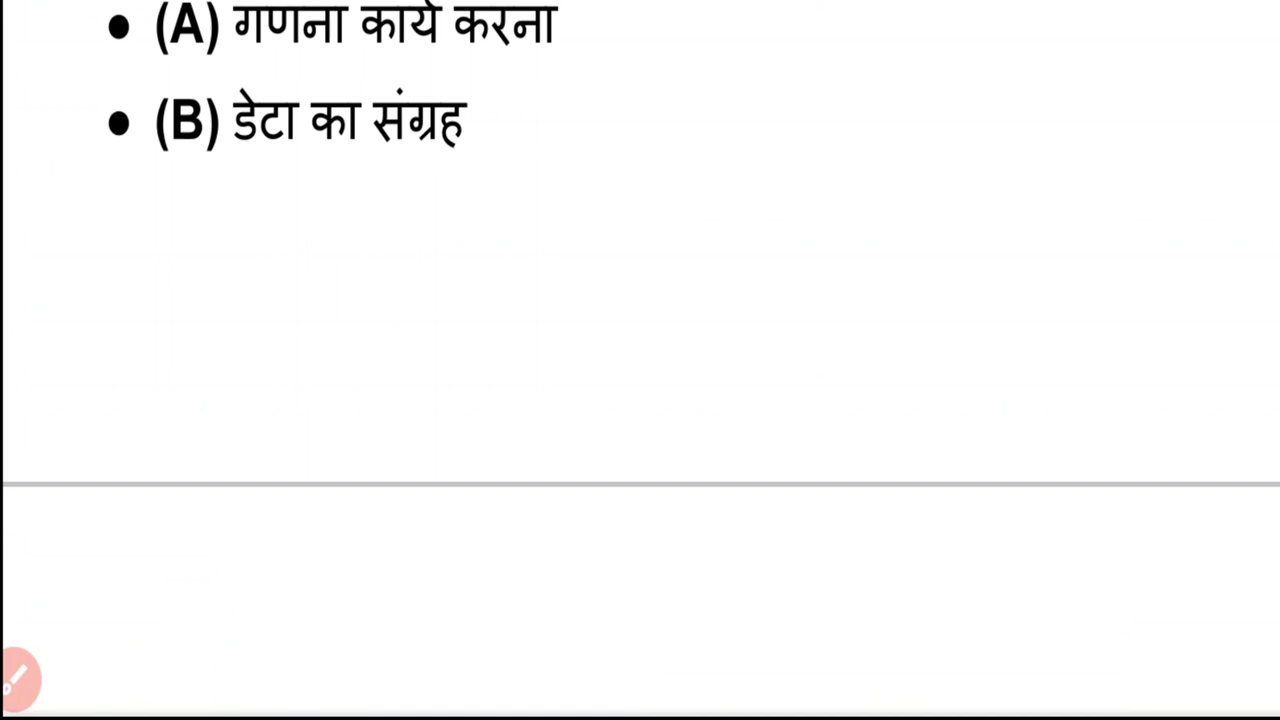 • (A) गणना कार्य करना
• (B) डेटा का संग्रह